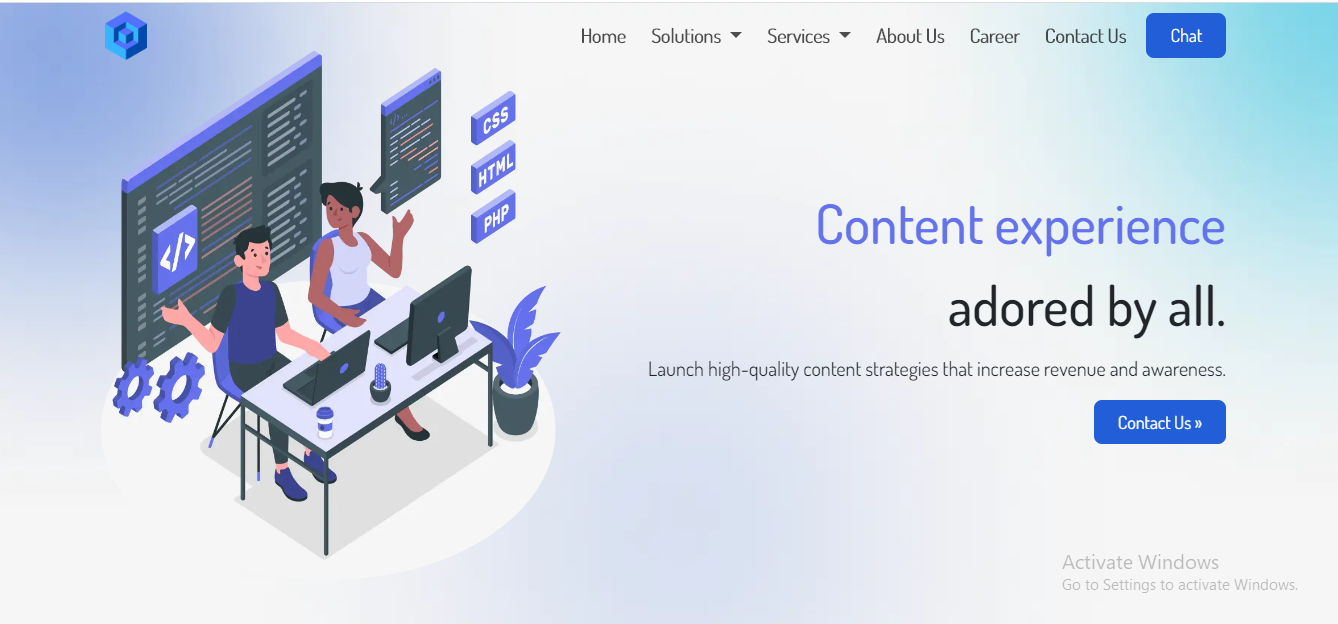 Home Solutions Services About Us Career Contact Us Chat
CSS
HTML
PHP
</>
</>
Content experience
adored by all.
Launch high-quality content strategies that increase revenue and awareness.
Contact Us »
Activate Windows
Go to Settings to activate Windows.